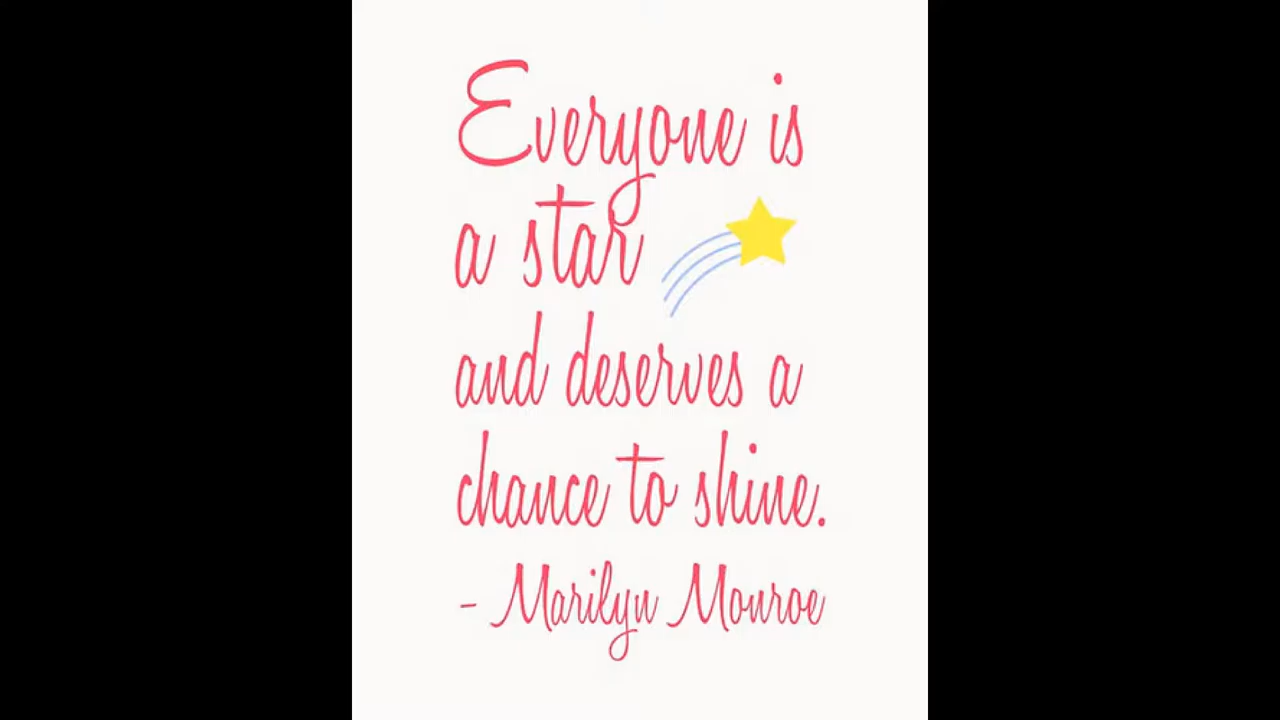 Everyone is
a star
and deserves a
chance to shine.
- Marilyn Monroe